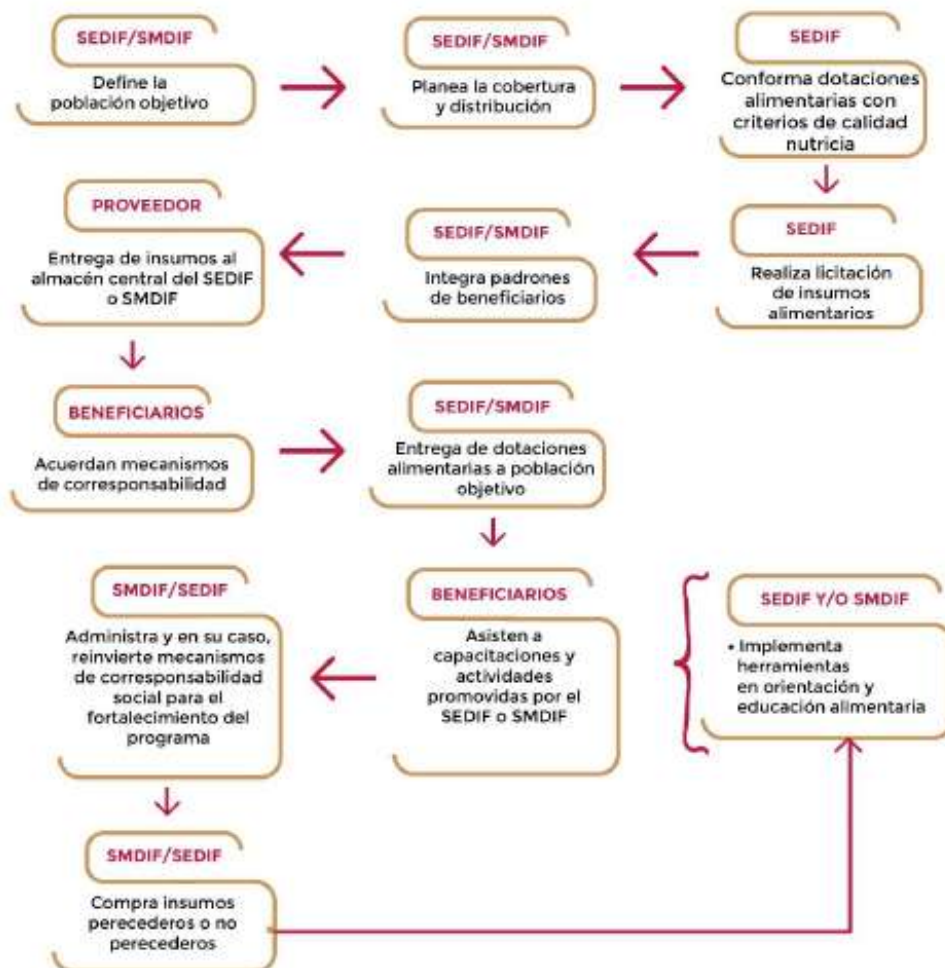 SEDIF/SMDIF
Define la
población objetivo
SEDIF/SMDIF
Planea la cobertura
y distribución
SEDIF
Conforma dotaciones
alimentarias con
criterios de calidad
nutricia
SEDIF
Realiza licitación
de insumos
alimentarios
SEDIF/SMDIF
Integra padrones
de beneficiarios
PROVEEDOR
Entrega de insumos al
almacén central del SEDIF
o SMDIF
BENEFICIARIOS
Acuerdan mecanismos
de corresponsabilidad
SEDIF/SMDIF
Entrega de dotaciones
alimentarias a población
objetivo
BENEFICIARIOS
Asisten a
capacitaciones y
actividades
promovidas por el
SEDIF o SMDIF
SMDIF/SEDIF
Administra y en su caso,
reinvierte mecanismos
de corresponsabilidad
social para el
fortalecimiento del
programa
SMDIF/SEDIF
Compra insumos
perecederos o no
perecederos
SEDIF Y/O SMDIF
• Implementa
herramientas
en orientación y
educación alimentaria